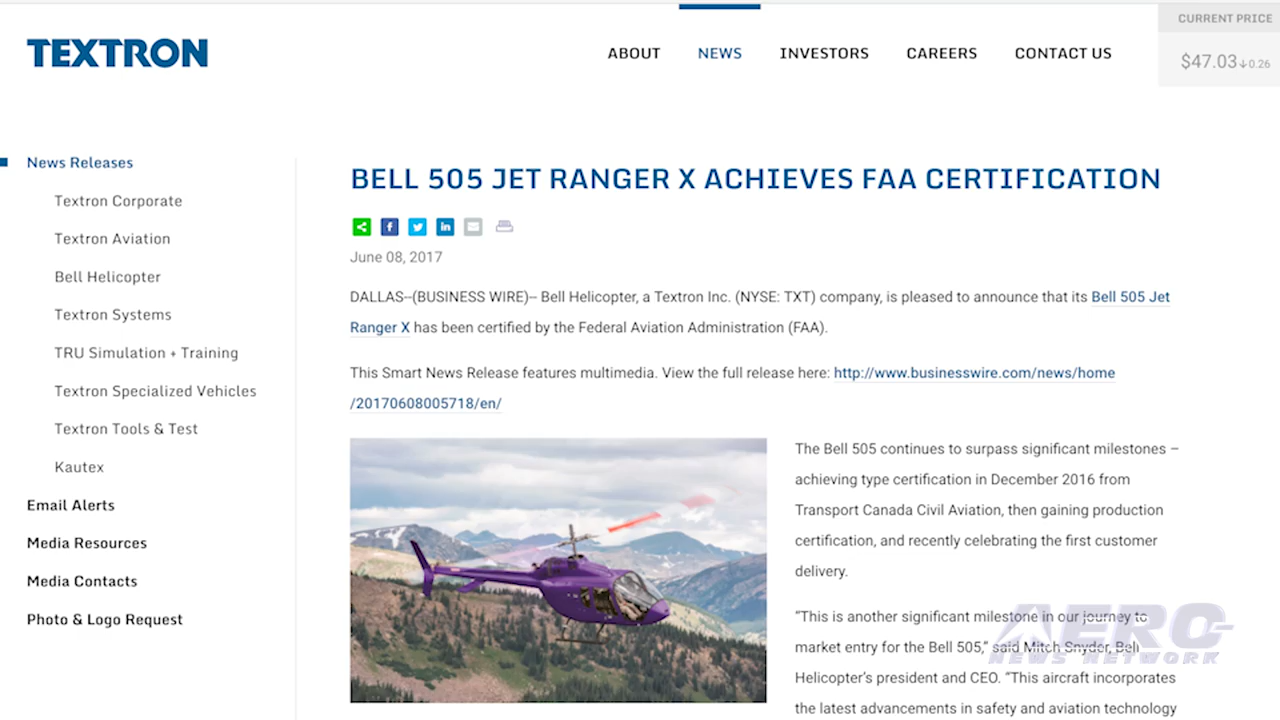 TEXTRON
ABOUT
NEWS
INVESTORS
CAREERS
CONTACT US
CURRENT PRICE
$47.03↓0.26
News Releases
Textron Corporate
Textron Aviation
Bell Helicopter
Textron Systems
TRU Simulation + Training
Textron Specialized Vehicles
Textron Tools & Test
Kautex
Email Alerts
Media Resources
Media Contacts
Photo & Logo Request
BELL 505 JET RANGER X ACHIEVES FAA CERTIFICATION
June 08, 2017
DALLAS--(BUSINESS WIRE)-- Bell Helicopter, a Textron Inc. (NYSE: TXT) company, is pleased to announce that its Bell 505 Jet
Ranger X has been certified by the Federal Aviation Administration (FAA).
This Smart News Release features multimedia. View the full release here: http://www.businesswire.com/news/home
/20170608005718/en/
The Bell 505 continues to surpass significant milestones –
achieving type certification in December 2016 from
Transport Canada Civil Aviation, then gaining production
certification, and recently celebrating the first customer
delivery.
“This is another significant milestone in our journey to
market entry for the Bell 505,” said Mitch Snyder, Bell
Helicopter’s president and CEO. “This aircraft incorporates
the latest advancements in safety and aviation technology
AERO
NEWS NETWORK